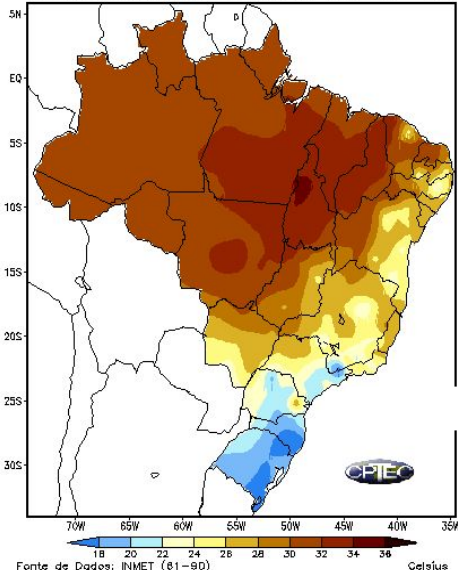 5N
EQ
5S
10S
15S
20S
25S
30S
CPTEC
70W 65W 60W 55W 50W 45W 40W 35W
18 20 22 24 26 28 30 32 34 36
Fonte de Dados: INMET (61-90) Celsius